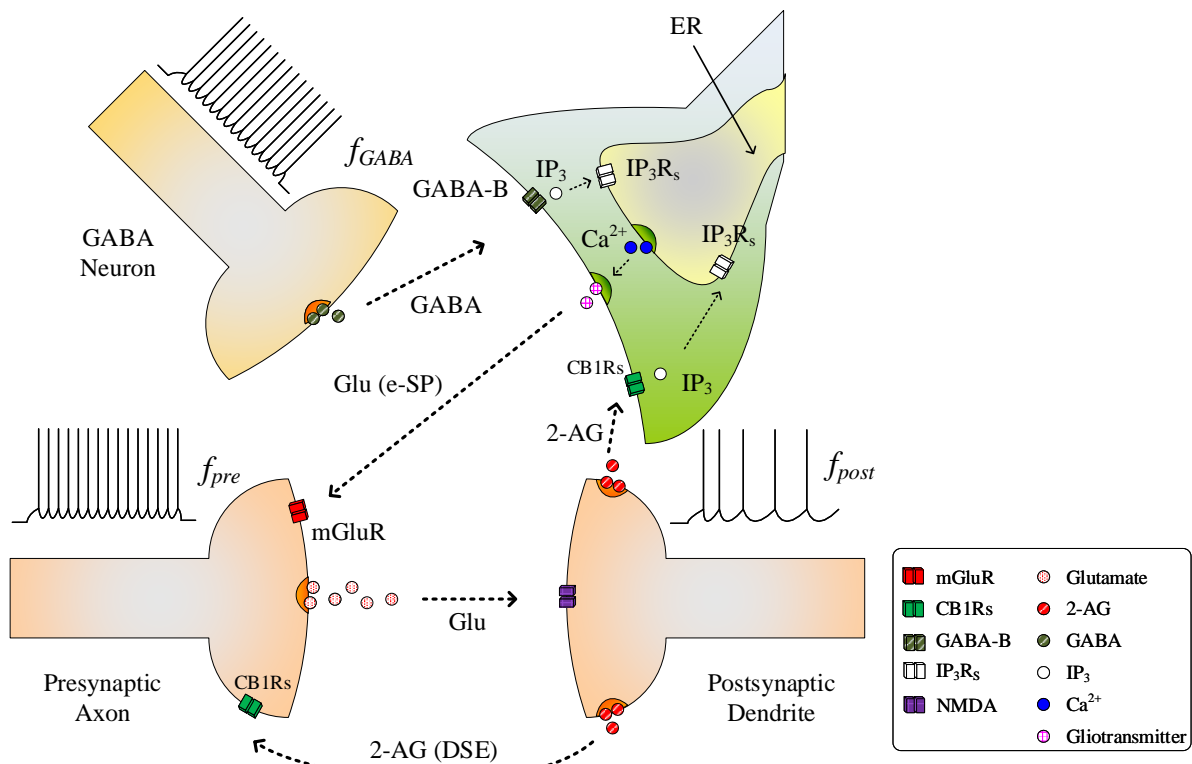 ER
f_GABA
IP₃
IP₃Rₛ
GABA-B
GABA
Neuron
Ca²⁺
IP₃Rₛ
GABA
Glu (e-SP)
CB1Rs
IP₃
2-AG
f_pre
f_post
mGluR
Glu
CB1Rs
Presynaptic
Axon
Postsynaptic
Dendrite
2-AG (DSE)
mGluR
Glutamate
CB1Rs
2-AG
GABA-B
GABA
IP₃Rₛ
IP₃
NMDA
Ca²⁺
Gliotransmitter